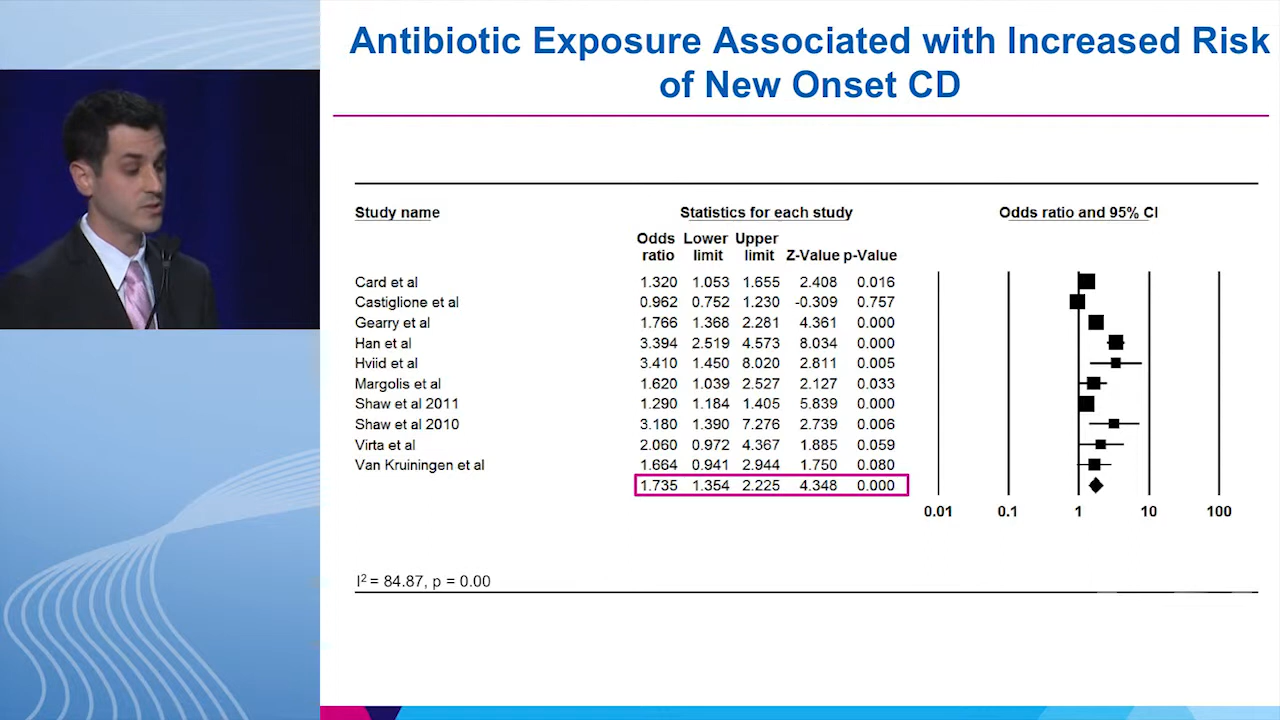 Antibiotic Exposure Associated with Increased Risk
of New Onset CD
Study name Statistics for each study Odds ratio and 95% CI
Odds Lower Upper
ratio limit limit Z-Value p-Value
Card et al 1.320 1.053 1.655 2.408 0.016
Castiglione et al 0.962 0.752 1.230 -0.309 0.757
Gearry et al 1.766 1.368 2.281 4.361 0.000
Han et al 3.394 2.519 4.573 8.034 0.000
Hviid et al 3.410 1.450 8.020 2.811 0.005
Margolis et al 1.620 1.039 2.527 2.127 0.033
Shaw et al 2011 1.290 1.184 1.405 5.839 0.000
Shaw et al 2010 3.180 1.390 7.276 2.739 0.006
Virta et al 2.060 0.972 4.367 1.885 0.059
Van Kruiningen et al 1.664 0.941 2.944 1.750 0.080
1.735 1.354 2.225 4.348 0.000
0.01 0.1 1 10 100
I² = 84.87, p = 0.00